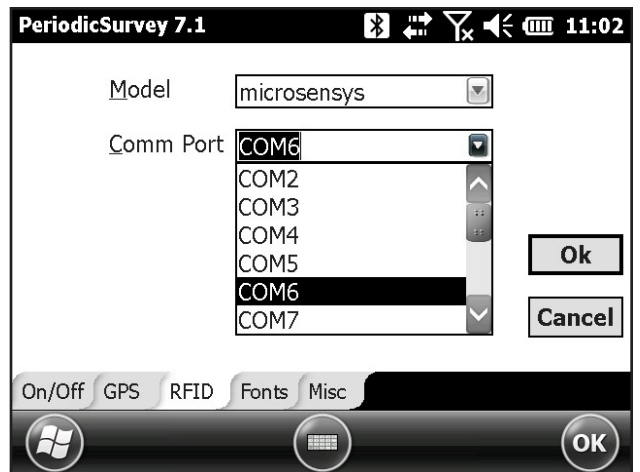 PeriodicSurvey 7.1 11:02
Model microsensys
Comm Port COM6
COM2
COM3
COM4
COM5
COM6
COM7
Ok
Cancel
On/Off GPS RFID Fonts Misc
OK